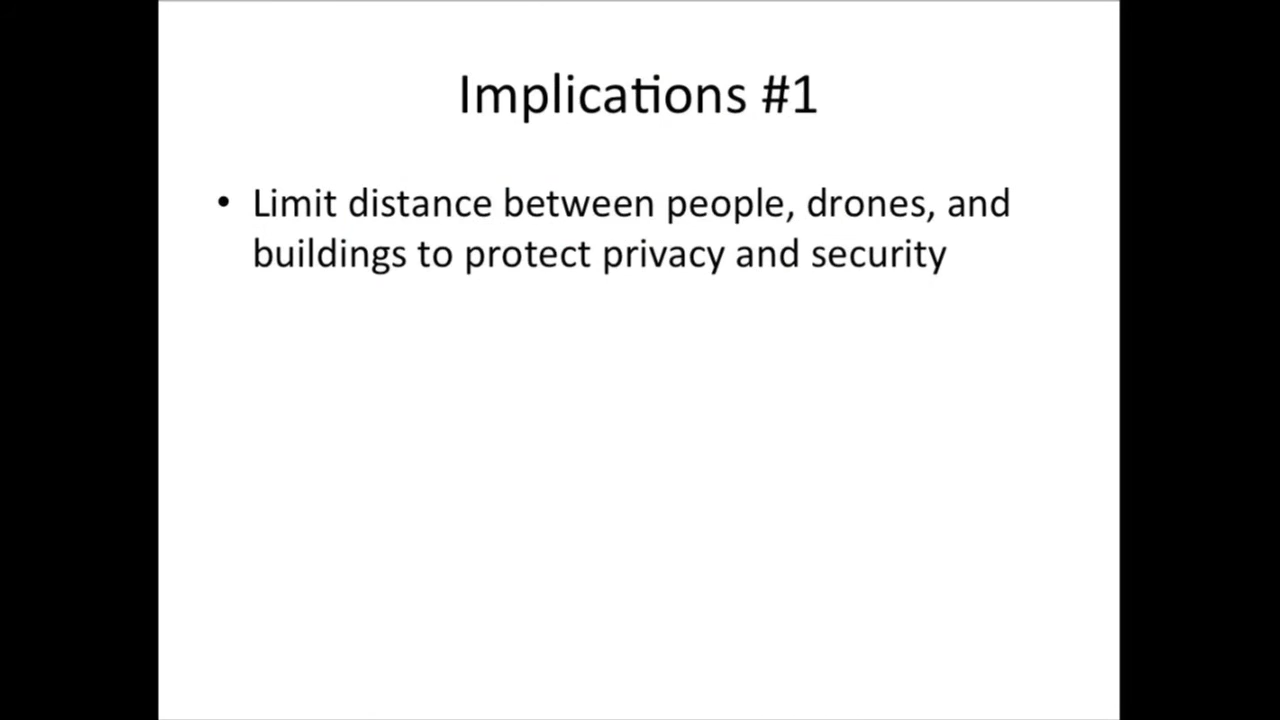 Implications #1
• Limit distance between people, drones, and
buildings to protect privacy and security